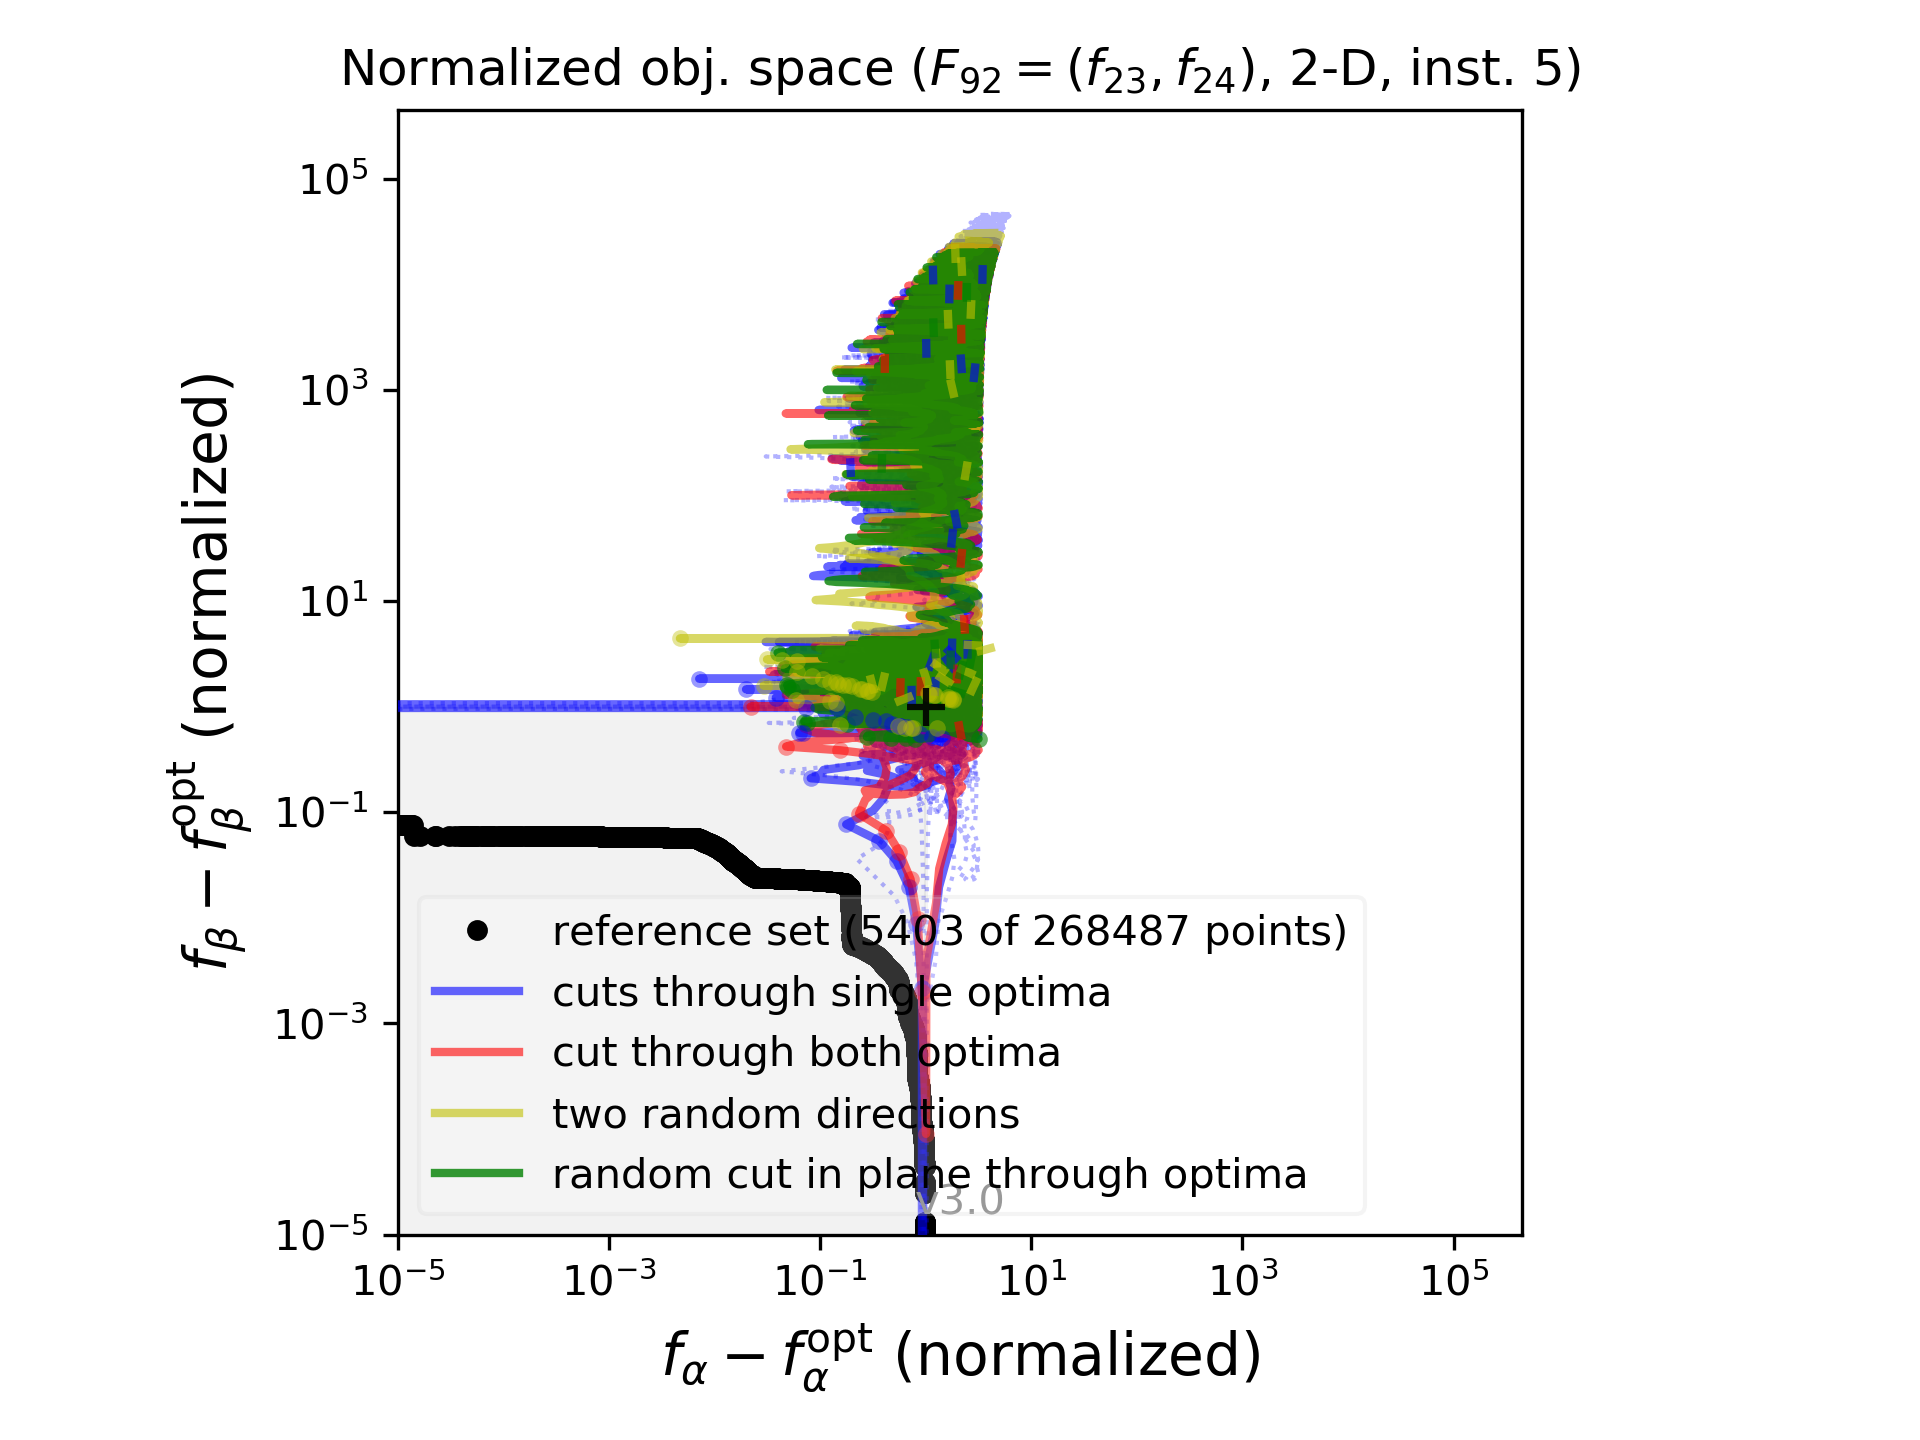 Normalized obj. space (F₉₂ = (f₂₃, f₂₄), 2-D, inst. 5)
10⁵
10³
10¹
10⁻¹
10⁻³
10⁻⁵
f_β − f_β^opt (normalized)
reference set (5403 of 268487 points)
cuts through single optima
cut through both optima
two random directions
random cut in plane through optima
v3.0
10⁻⁵ 10⁻³ 10⁻¹ 10¹ 10³ 10⁵
f_α − f_α^opt (normalized)